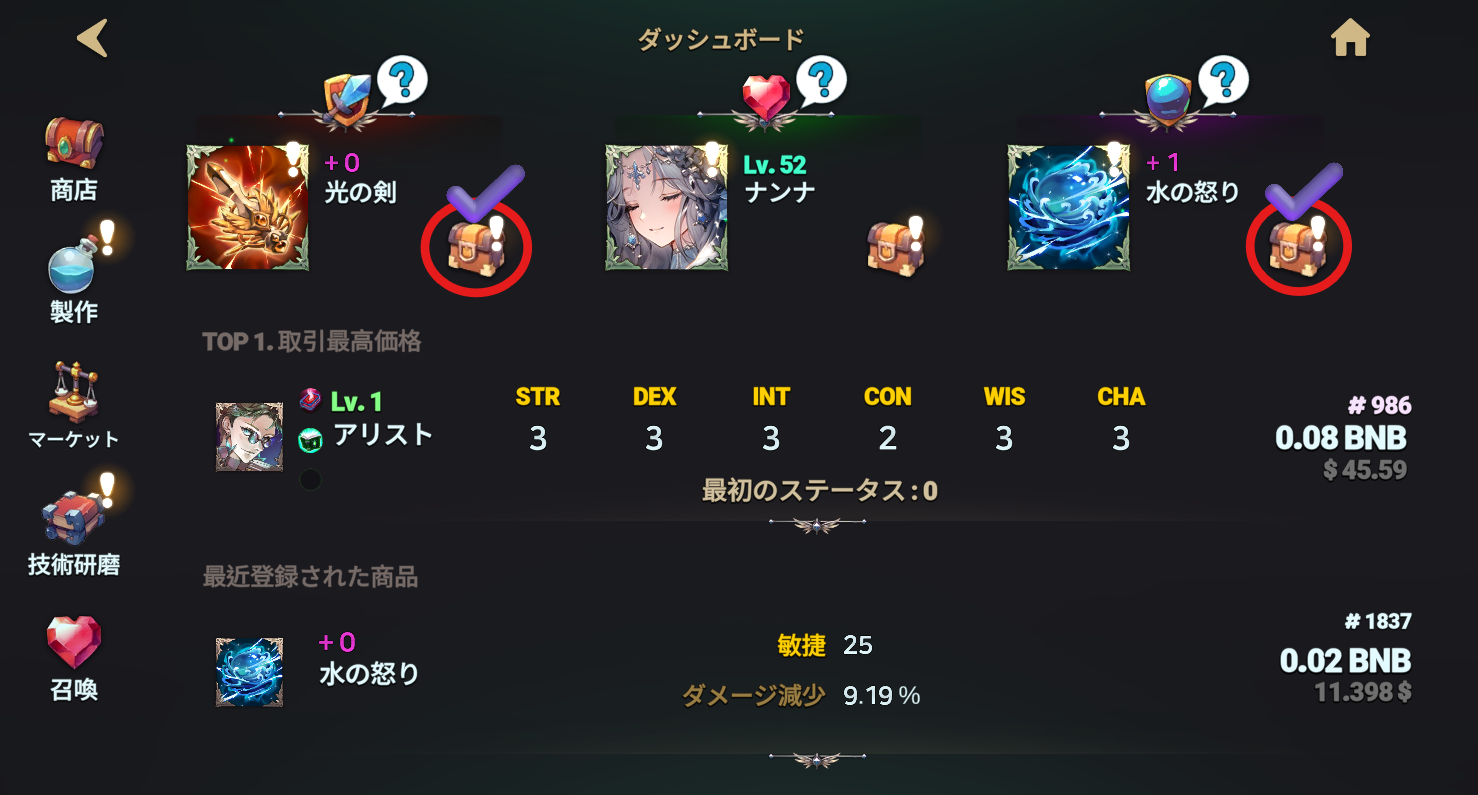 ダッシュボード
?
?
?
商店
製作
マーケット
技術研磨
召喚
+0
光の剣
Lv. 52
ナンナ
+1
水の怒り
TOP 1. 取引最高価格
Lv. 1
アリスト
STR DEX INT CON WIS CHA
3 3 3 2 3 3
最初のステータス : 0
# 986
0.08 BNB
$ 45.59
最近登録された商品
+0
水の怒り
敏捷 25
ダメージ減少 9.19 %
# 1837
0.02 BNB
11.398 $